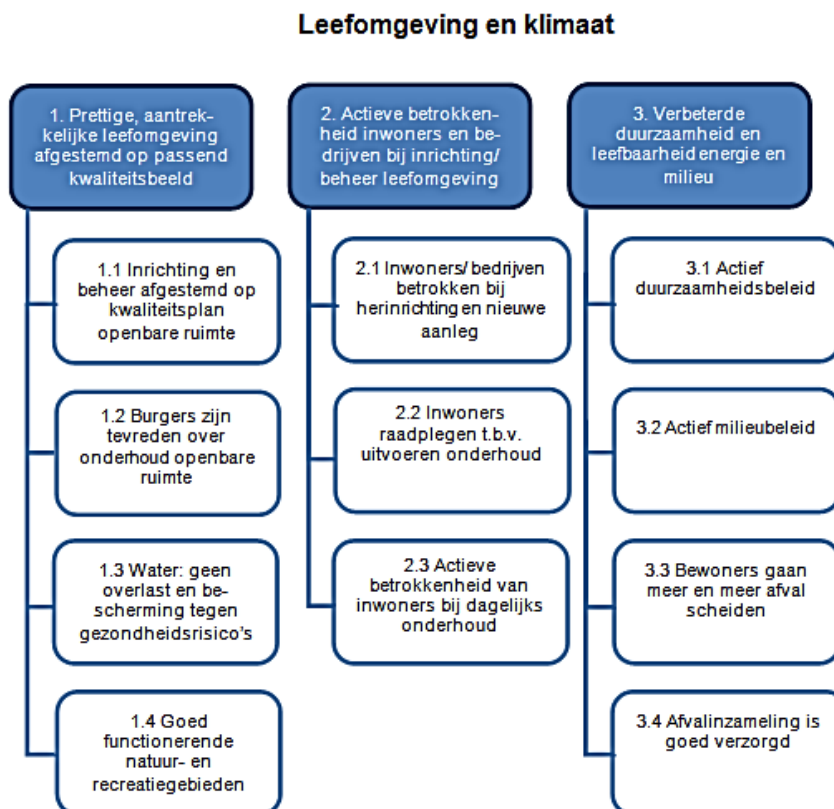 Leefomgeving en klimaat
1. Prettige, aantrek-
kelijke leefomgeving
afgestemd op passend
kwaliteitsbeeld
1.1 Inrichting en
beheer afgestemd op
kwaliteitsplan
openbare ruimte
1.2 Burgers zijn
tevreden over
onderhoud openbare
ruimte
1.3 Water: geen
overlast en be-
scherming tegen
gezondheidsrisico's
1.4 Goed
functionerende
natuur- en
recreatiegebieden
2. Actieve betrokken-
heid inwoners en be-
drijven bij inrichting/
beheer leefomgeving
2.1 Inwoners/ bedrijven
betrokken bij
herinrichting en nieuwe
aanleg
2.2 Inwoners
raadplegen t.b.v.
uitvoeren onderhoud
2.3 Actieve
betrokkenheid van
inwoners bij dagelijks
onderhoud
3. Verbeterde
duurzaamheid en
leefbaarheid energie en
milieu
3.1 Actief
duurzaamheidsbeleid
3.2 Actief milieubeleid
3.3 Bewoners gaan
meer en meer afval
scheiden
3.4 Afvalinzameling is
goed verzorgd